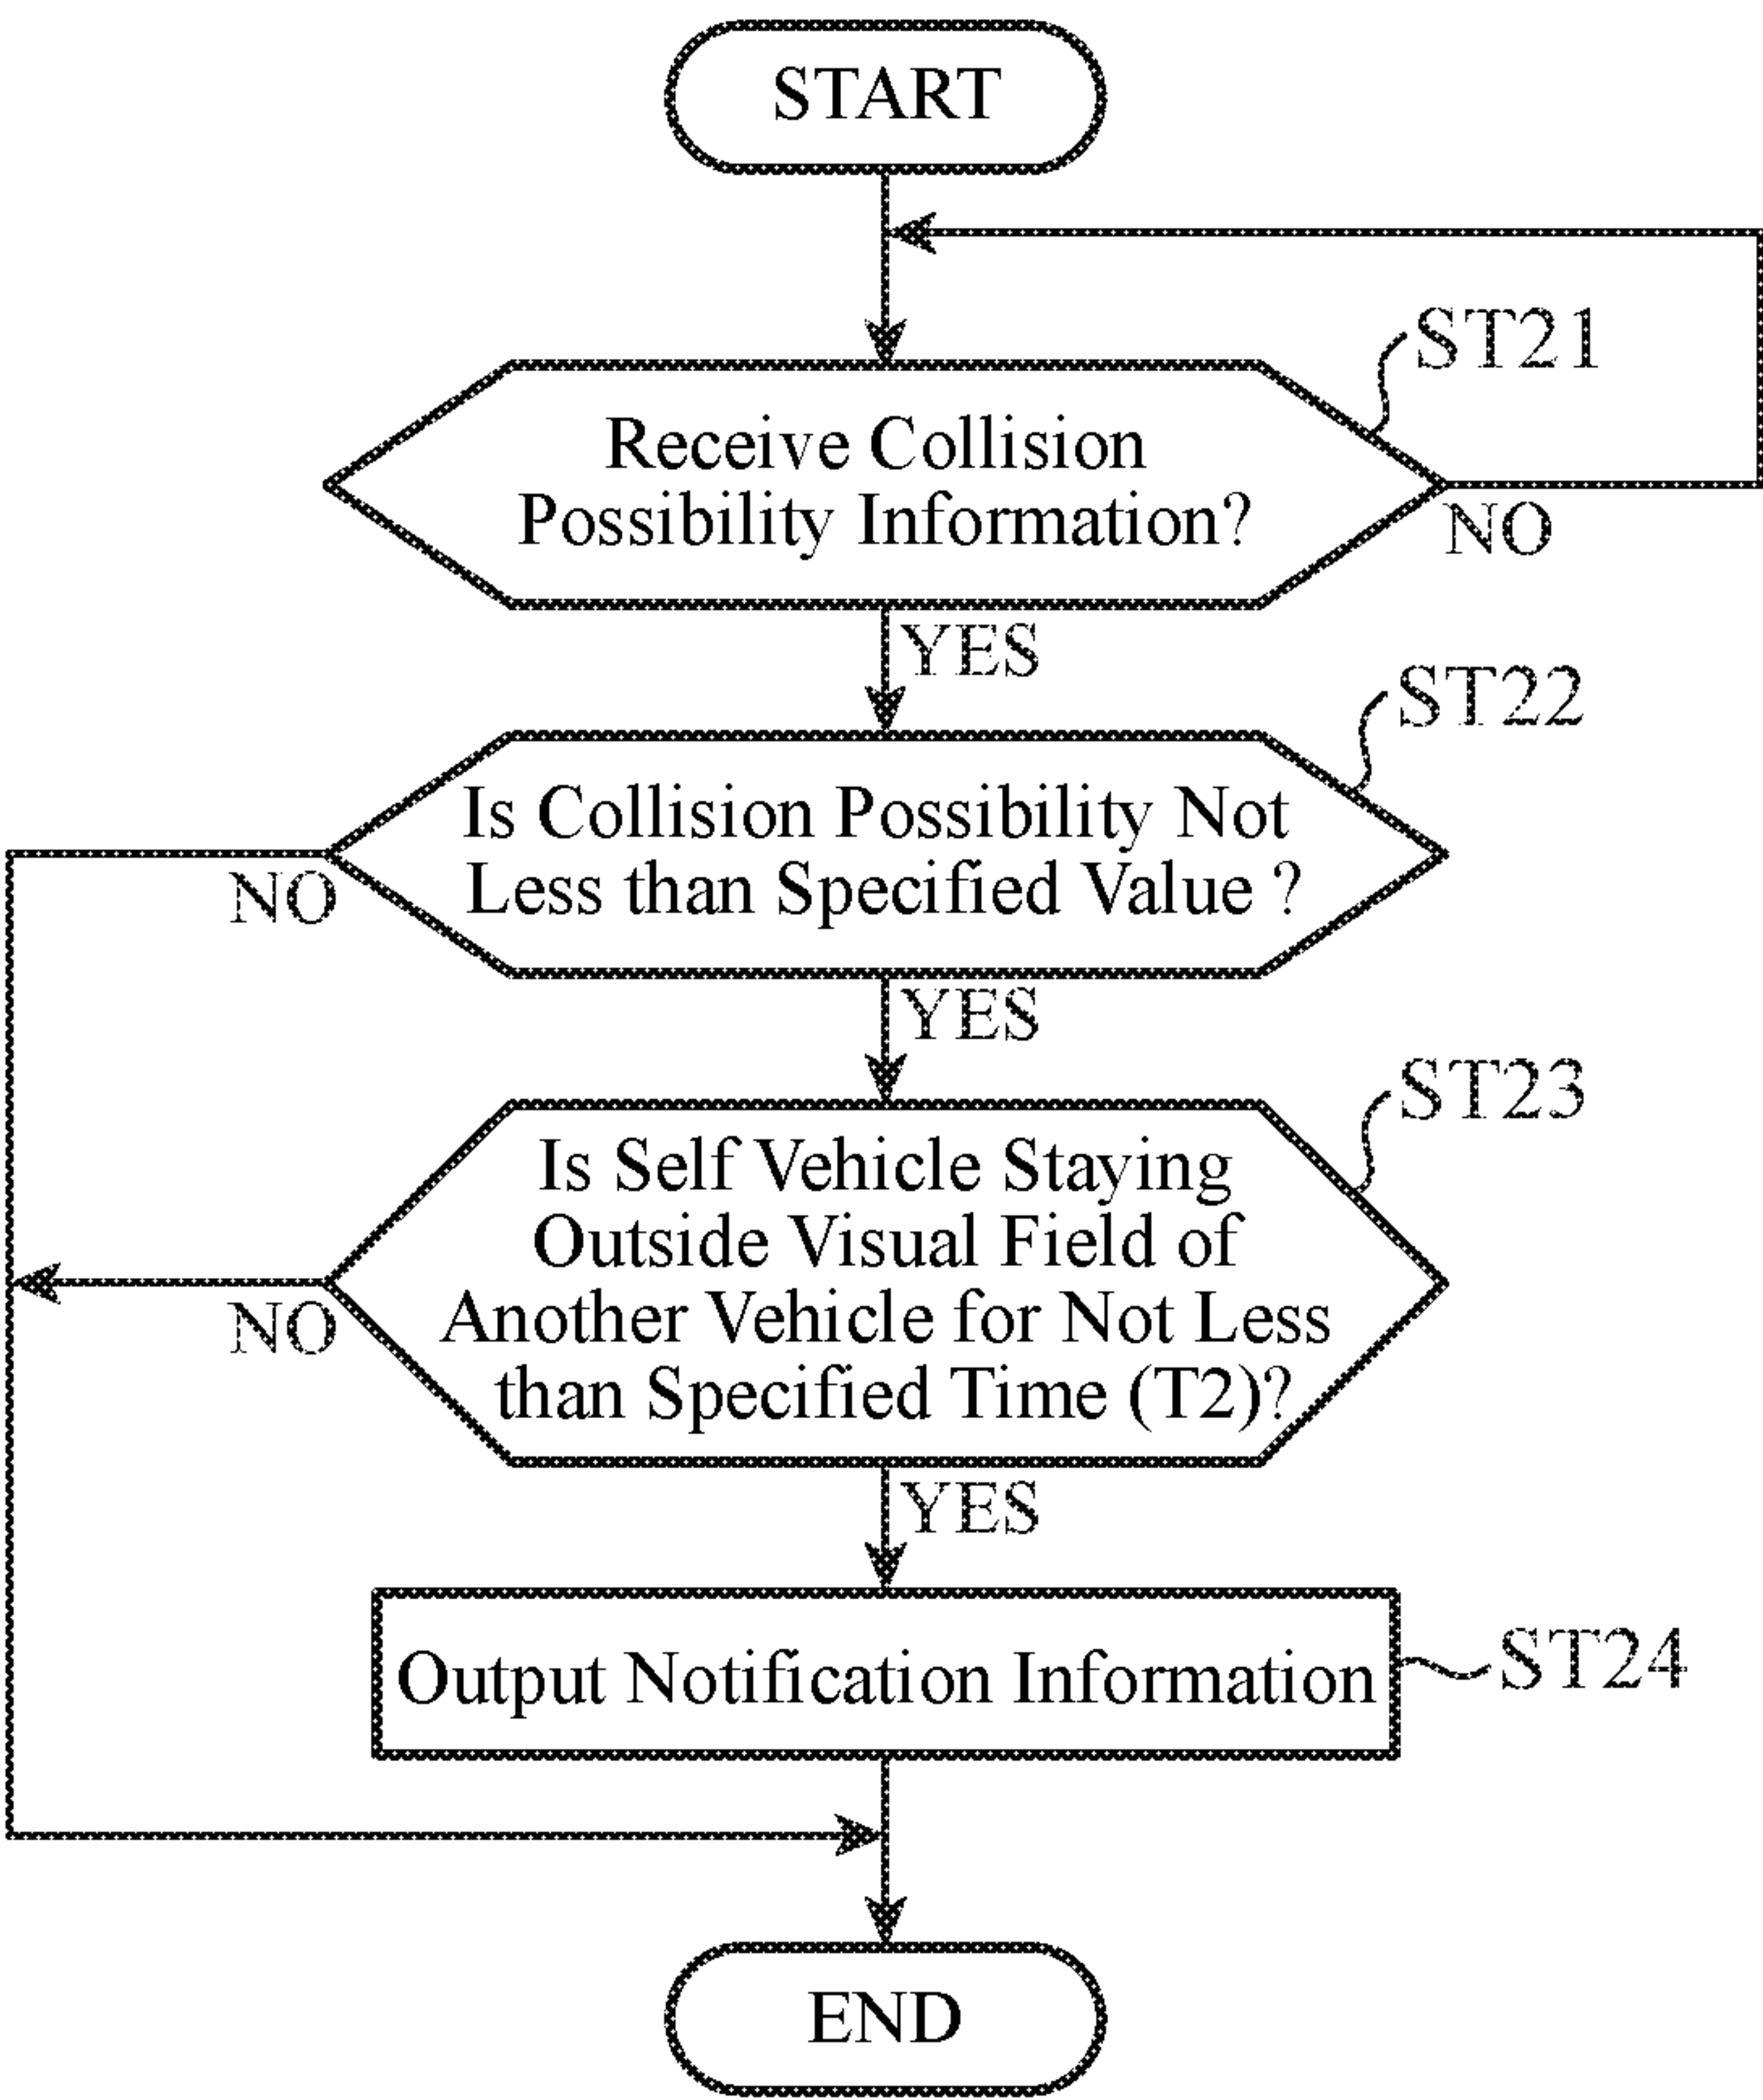 START
ST21
Receive Collision
Possibility Information?
NO
YES
ST22
Is Collision Possibility Not
Less than Specified Value ?
NO
YES
ST23
Is Self Vehicle Staying
Outside Visual Field of
Another Vehicle for Not Less
than Specified Time (T2)?
NO
YES
Output Notification Information
ST24
END